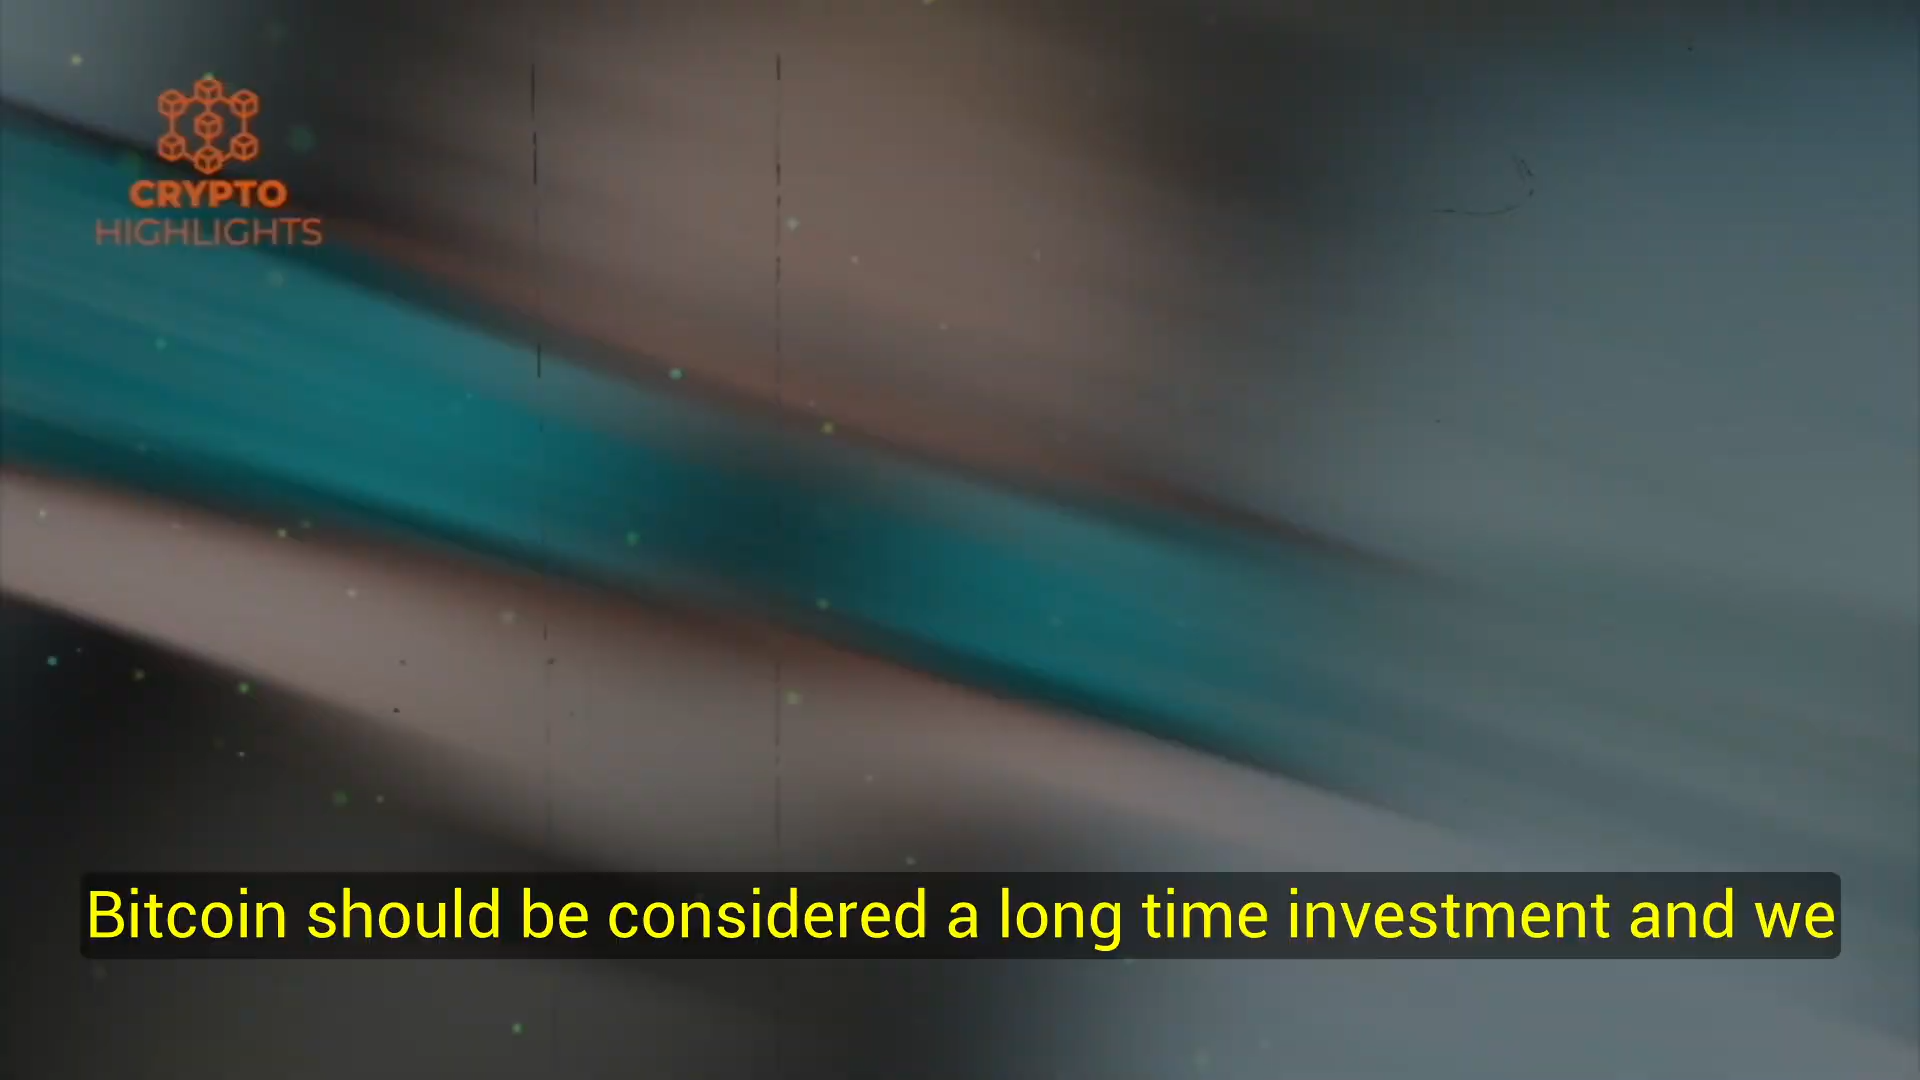 CRYPTO
HIGHLIGHTS
Bitcoin should be considered a long time investment and we